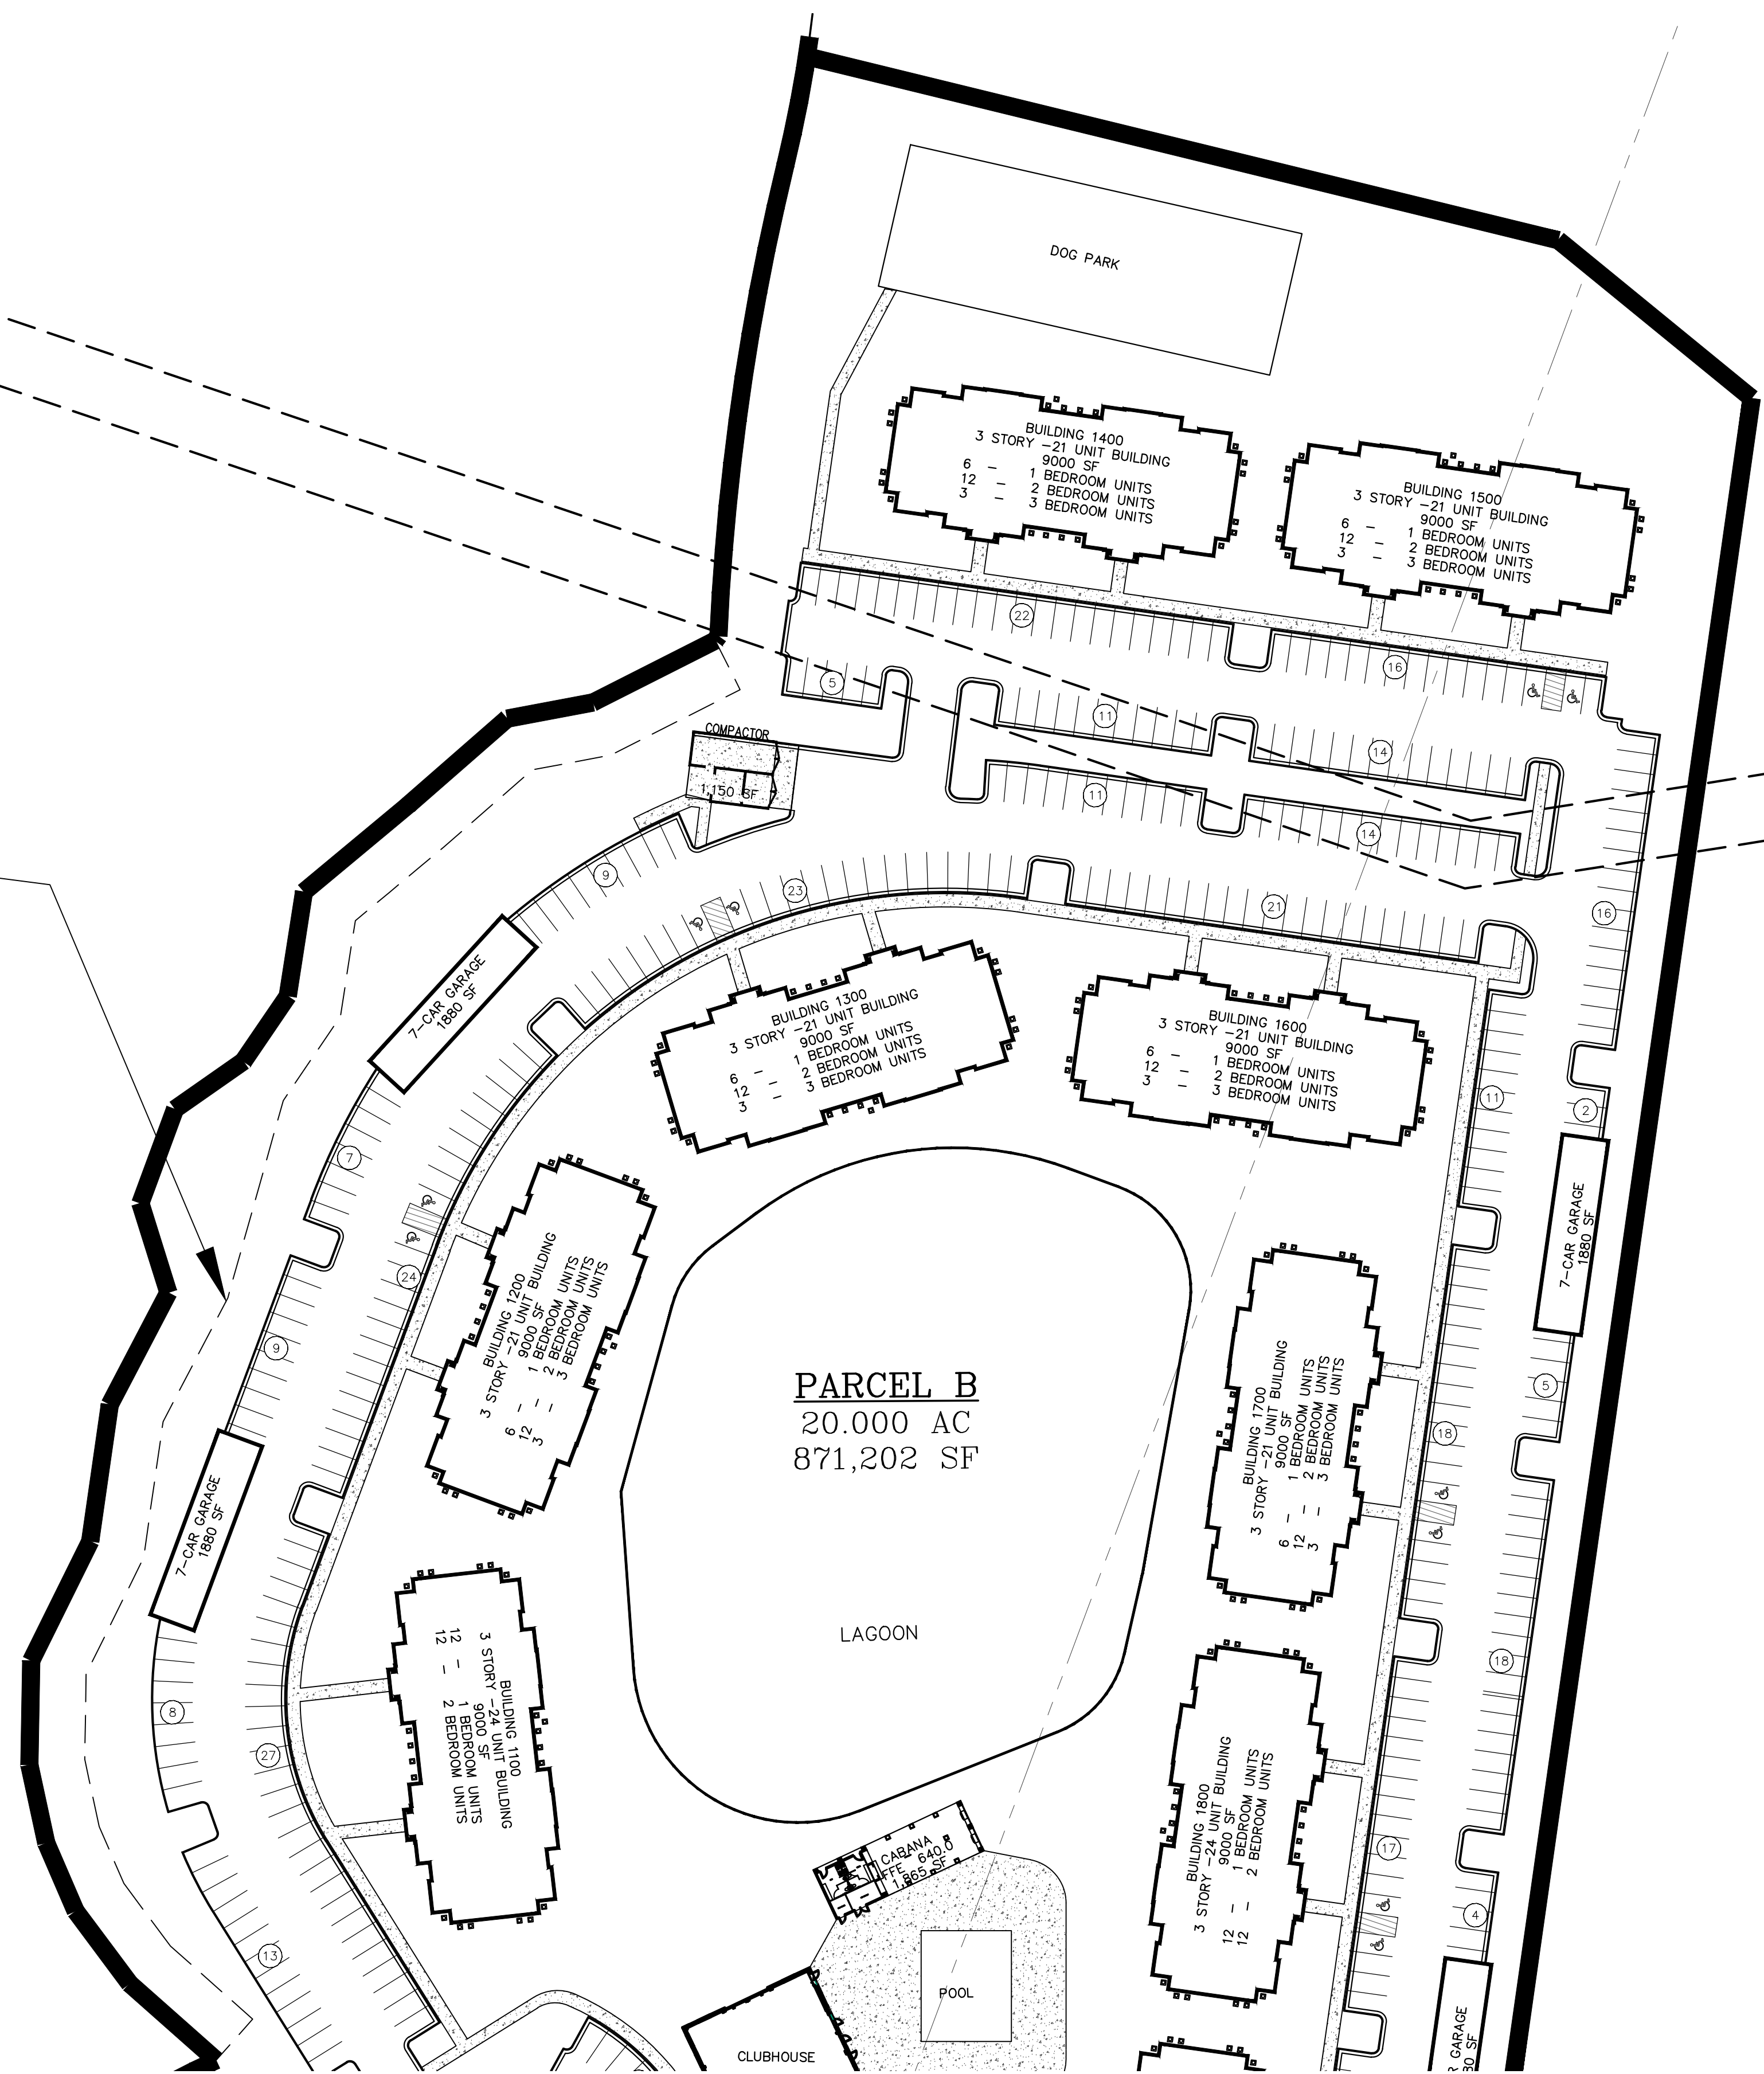 DOG PARK
BUILDING 1400
3 STORY -21 UNIT BUILDING
9000 SF
6 - 1 BEDROOM UNITS
12 - 2 BEDROOM UNITS
3 - 3 BEDROOM UNITS
BUILDING 1500
3 STORY -21 UNIT BUILDING
9000 SF
6 - 1 BEDROOM UNITS
12 - 2 BEDROOM UNITS
3 - 3 BEDROOM UNITS
22
16
5
11
14
COMPACTOR
1,150 SF
11
14
9
23
21
16
7-CAR GARAGE
1880 SF
BUILDING 1300
3 STORY -21 UNIT BUILDING
9000 SF
6 - 1 BEDROOM UNITS
12 - 2 BEDROOM UNITS
3 - 3 BEDROOM UNITS
BUILDING 1600
3 STORY -21 UNIT BUILDING
9000 SF
6 - 1 BEDROOM UNITS
12 - 2 BEDROOM UNITS
3 - 3 BEDROOM UNITS
11
2
7
7-CAR GARAGE
1880 SF
24
9
BUILDING 1200
3 STORY -21 UNIT BUILDING
9000 SF
6 - 1 BEDROOM UNITS
12 - 2 BEDROOM UNITS
3 - 3 BEDROOM UNITS
PARCEL B
20.000 AC
871,202 SF
BUILDING 1700
3 STORY -21 UNIT BUILDING
9000 SF
6 - 1 BEDROOM UNITS
12 - 2 BEDROOM UNITS
3 - 3 BEDROOM UNITS
5
18
7-CAR GARAGE
1880 SF
LAGOON
18
8
27
BUILDING 1100
3 STORY -24 UNIT BUILDING
9000 SF
12 - 1 BEDROOM UNITS
12 - 2 BEDROOM UNITS
BUILDING 1800
3 STORY -24 UNIT BUILDING
9000 SF
12 - 1 BEDROOM UNITS
12 - 2 BEDROOM UNITS
17
4
CABANA
FFE- 640.0
1,865 SF
13
POOL
CLUBHOUSE
R GARAGE
80 SF